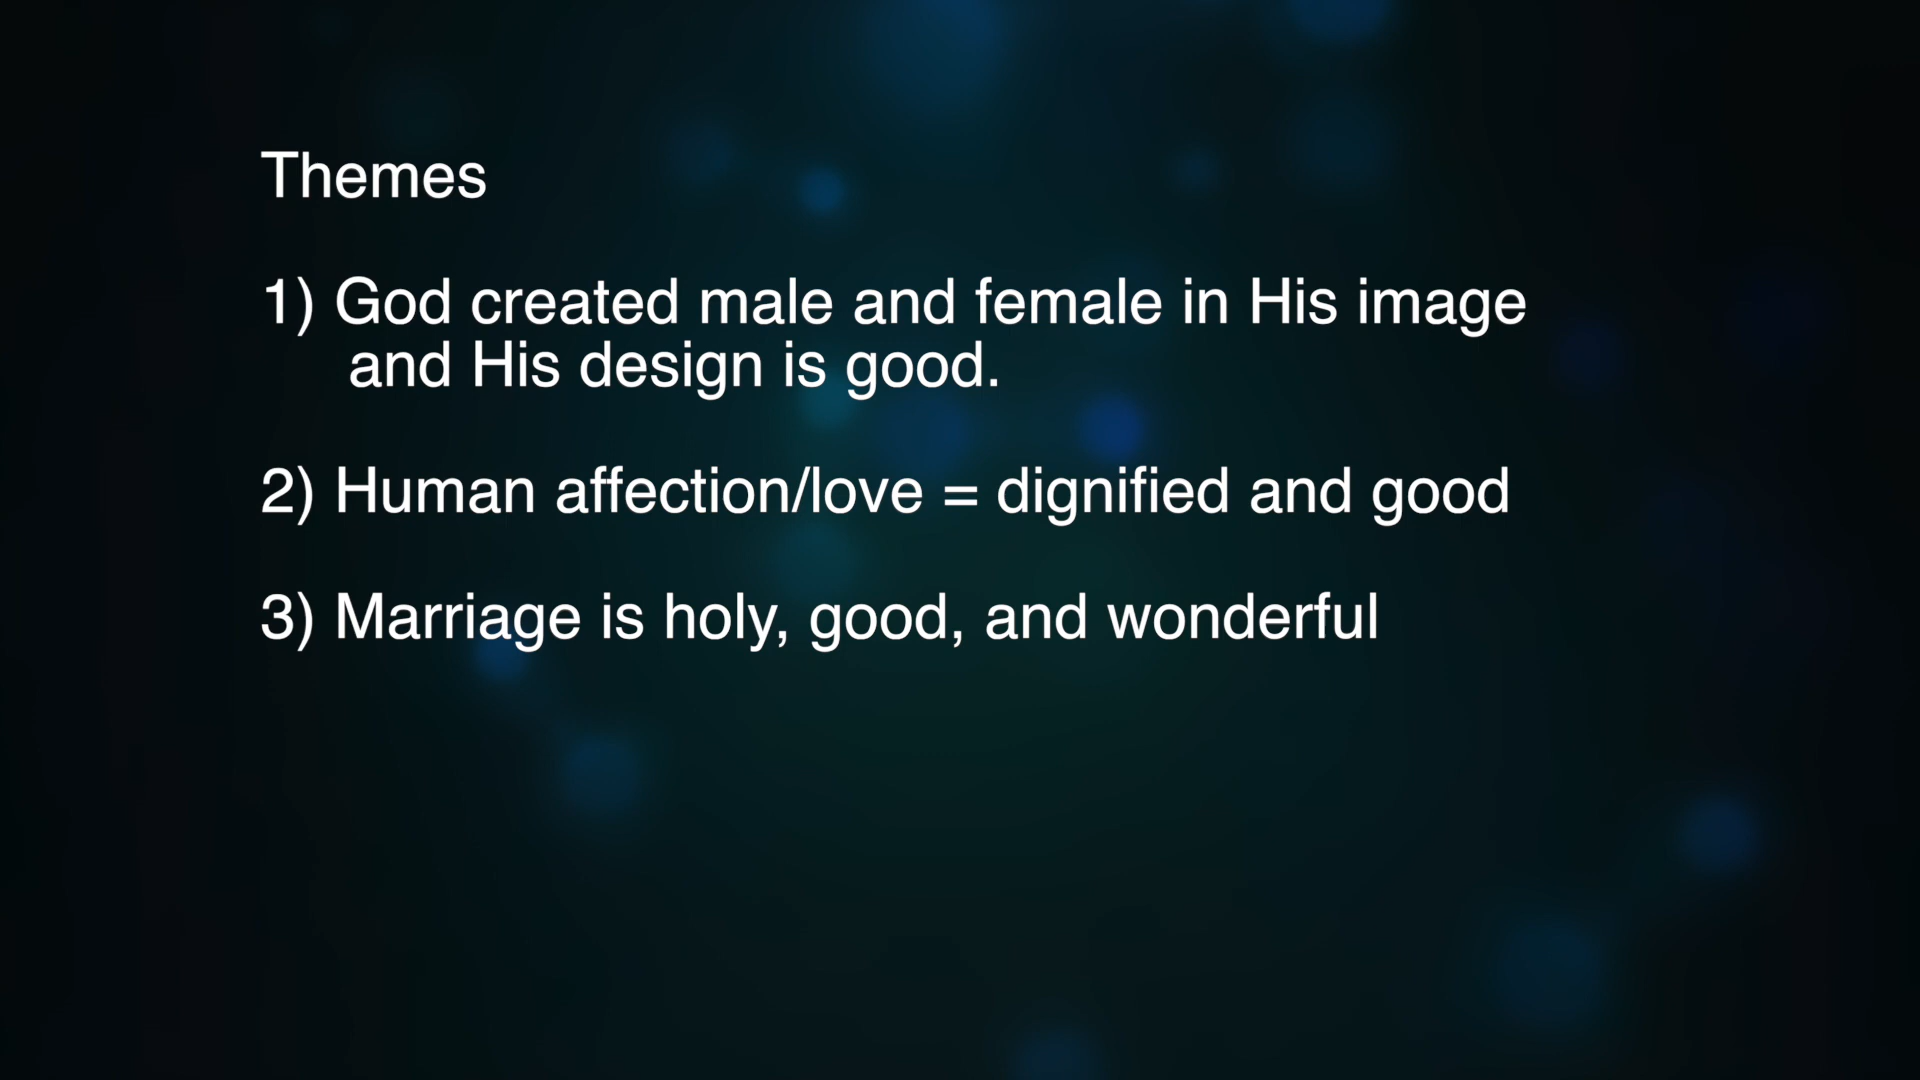 Themes
1) God created male and female in His image
and His design is good.
2) Human affection/love = dignified and good
3) Marriage is holy, good, and wonderful